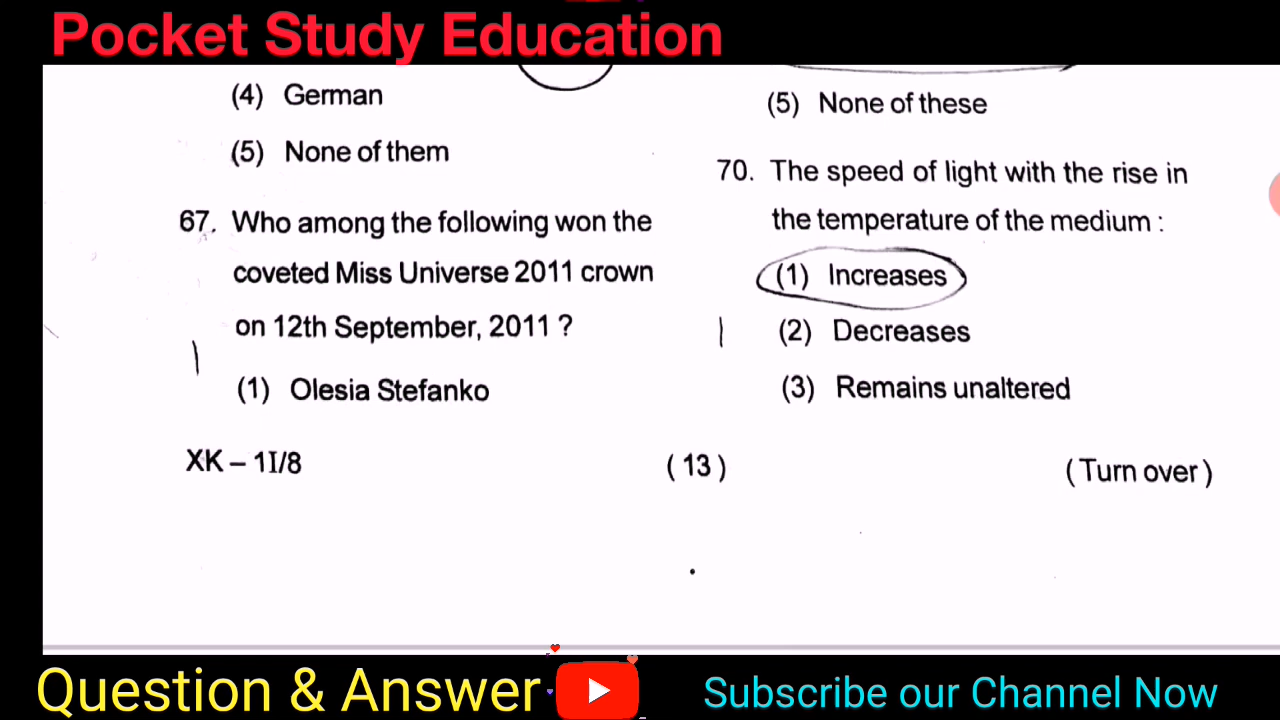 Pocket Study Education
(4) German
(5) None of them
67. Who among the following won the
coveted Miss Universe 2011 crown
on 12th September, 2011 ?
(1) Olesia Stefanko
(5) None of these
70. The speed of light with the rise in
the temperature of the medium :
(1) Increases
(2) Decreases
(3) Remains unaltered
XK – 1I/8
( 13 )
( Turn over )
Question & Answer
Subscribe our Channel Now